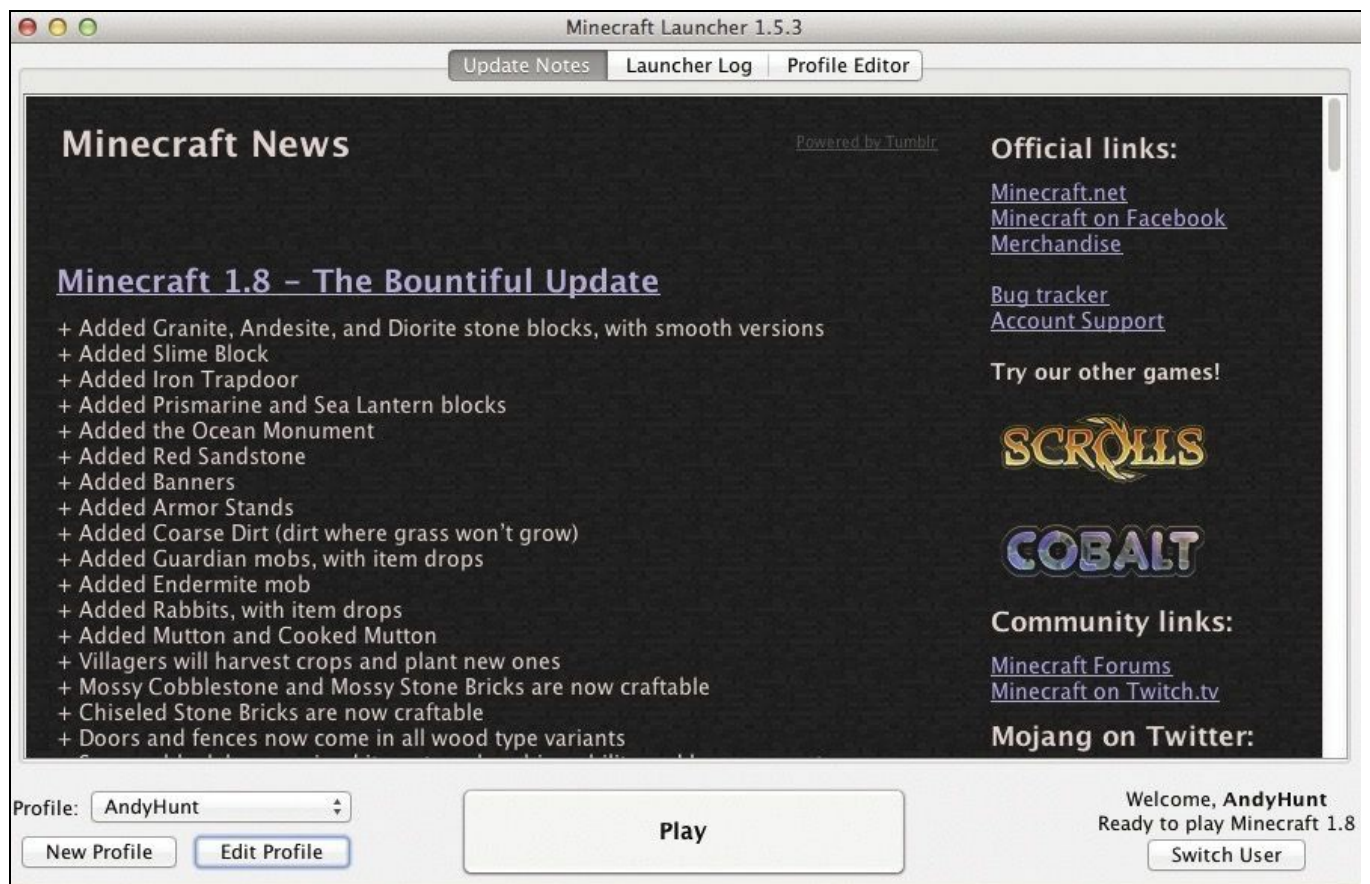 Minecraft Launcher 1.5.3
Update Notes
Launcher Log
Profile Editor
Minecraft News
Powered by Tumblr
Minecraft 1.8 – The Bountiful Update
+ Added Granite, Andesite, and Diorite stone blocks, with smooth versions
+ Added Slime Block
+ Added Iron Trapdoor
+ Added Prismarine and Sea Lantern blocks
+ Added the Ocean Monument
+ Added Red Sandstone
+ Added Banners
+ Added Armor Stands
+ Added Coarse Dirt (dirt where grass won't grow)
+ Added Guardian mobs, with item drops
+ Added Endermite mob
+ Added Rabbits, with item drops
+ Added Mutton and Cooked Mutton
+ Villagers will harvest crops and plant new ones
+ Mossy Cobblestone and Mossy Stone Bricks are now craftable
+ Chiseled Stone Bricks are now craftable
+ Doors and fences now come in all wood type variants
Official links:
Minecraft.net
Minecraft on Facebook
Merchandise
Bug tracker
Account Support
Try our other games!
SCROLLS
COBALT
Community links:
Minecraft Forums
Minecraft on Twitch.tv
Mojang on Twitter:
Profile: AndyHunt
New Profile
Edit Profile
Play
Welcome, AndyHunt
Ready to play Minecraft 1.8
Switch User